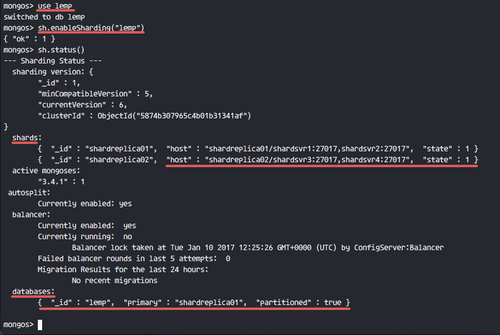 mongos> use lemp
switched to db lemp
mongos> sh.enableSharding("lemp")
{ "ok" : 1 }
mongos> sh.status()
--- Sharding Status ---
sharding version: {
"_id" : 1,
"minCompatibleVersion" : 5,
"currentVersion" : 6,
"clusterId" : ObjectId("5874b307965c4b01b31341af")
}
shards:
{ "_id" : "shardreplica01", "host" : "shardreplica01/shardsvr1:27017,shardsvr2:27017", "state" : 1 }
{ "_id" : "shardreplica02", "host" : "shardreplica02/shardsvr3:27017,shardsvr4:27017", "state" : 1 }
active mongoses:
"3.4.1" : 1
autosplit:
Currently enabled: yes
balancer:
Currently enabled: yes
Currently running: no
Balancer lock taken at Tue Jan 10 2017 12:25:26 GMT+0000 (UTC) by ConfigServer:Balancer
Failed balancer rounds in last 5 attempts: 0
Migration Results for the last 24 hours:
No recent migrations
databases:
{ "_id" : "lemp", "primary" : "shardreplica01", "partitioned" : true }
mongos>